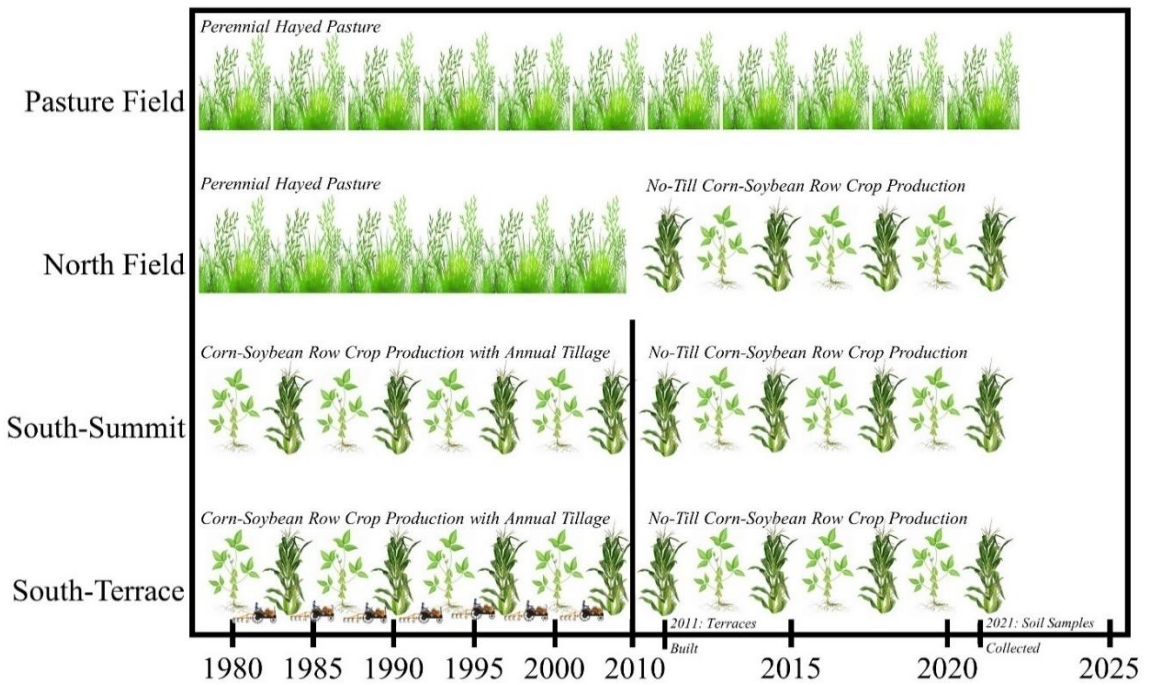 Perennial Hayed Pasture
Pasture Field
Perennial Hayed Pasture
No-Till Corn-Soybean Row Crop Production
North Field
Corn-Soybean Row Crop Production with Annual Tillage
No-Till Corn-Soybean Row Crop Production
South-Summit
Corn-Soybean Row Crop Production with Annual Tillage
No-Till Corn-Soybean Row Crop Production
South-Terrace
2011: Terraces
Built
2021: Soil Samples
Collected
1980 1985 1990 1995 2000 2010 2015 2020 2025